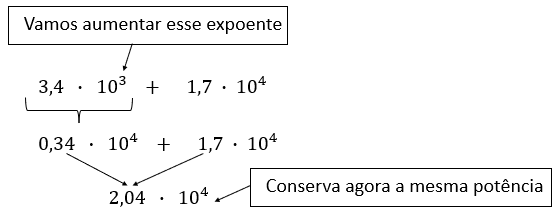 Vamos aumentar esse expoente
3,4 · 10³ + 1,7 · 10⁴
0,34 · 10⁴ + 1,7 · 10⁴
2,04 · 10⁴
Conserva agora a mesma potência